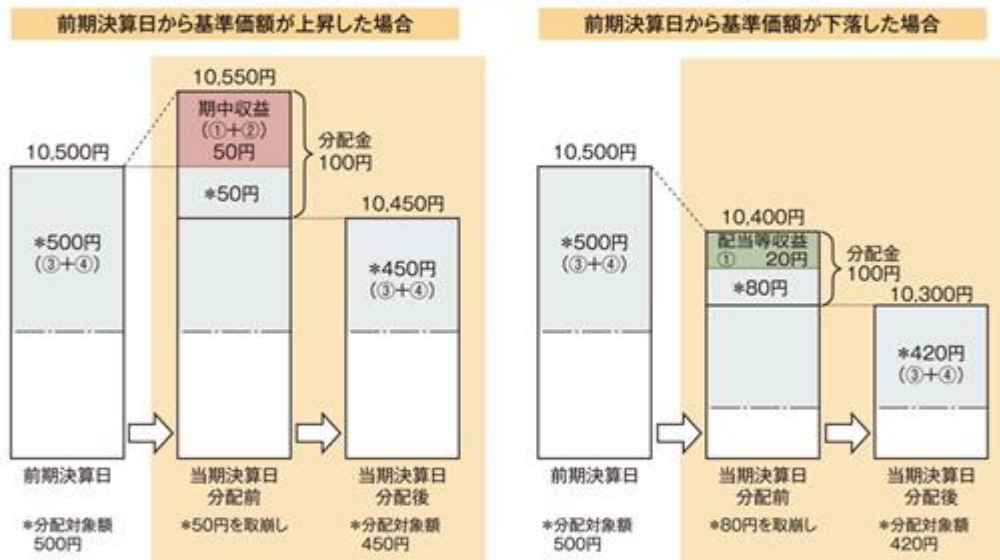 前期決算日から基準価額が上昇した場合
10,550円
期中収益
(①+②)
50円
分配金
100円
10,500円
*50円
10,450円
*500円
(③+④)
*450円
(③+④)
前期決算日
当期決算日
分配前
当期決算日
分配後
*分配対象額
500円
*50円を取崩し
*分配対象額
450円
前期決算日から基準価額が下落した場合
10,500円
10,400円
配当等収益
① 20円
分配金
100円
*80円
10,300円
*500円
(③+④)
*420円
(③+④)
前期決算日
当期決算日
分配前
当期決算日
分配後
*分配対象額
500円
*80円を取崩し
*分配対象額
420円